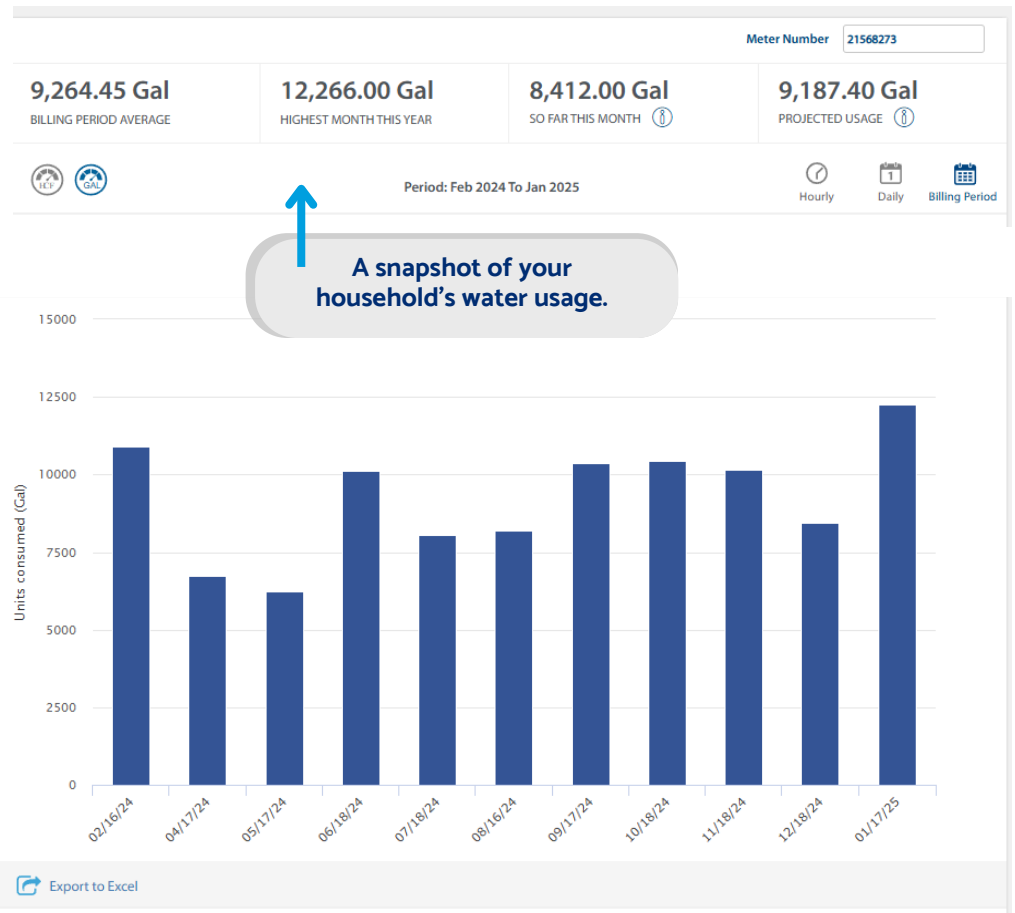 Meter Number 21568273
9,264.45 Gal
BILLING PERIOD AVERAGE
12,266.00 Gal
HIGHEST MONTH THIS YEAR
8,412.00 Gal
SO FAR THIS MONTH
9,187.40 Gal
PROJECTED USAGE
HCF
GAL
Period: Feb 2024 To Jan 2025
Hourly
1
Daily
Billing Period
A snapshot of your
household's water usage.
Units consumed (Gal)
15000
12500
10000
7500
5000
2500
0
02/16/24
04/17/24
05/17/24
06/18/24
07/18/24
08/16/24
09/17/24
10/18/24
11/18/24
12/18/24
01/17/25
Export to Excel